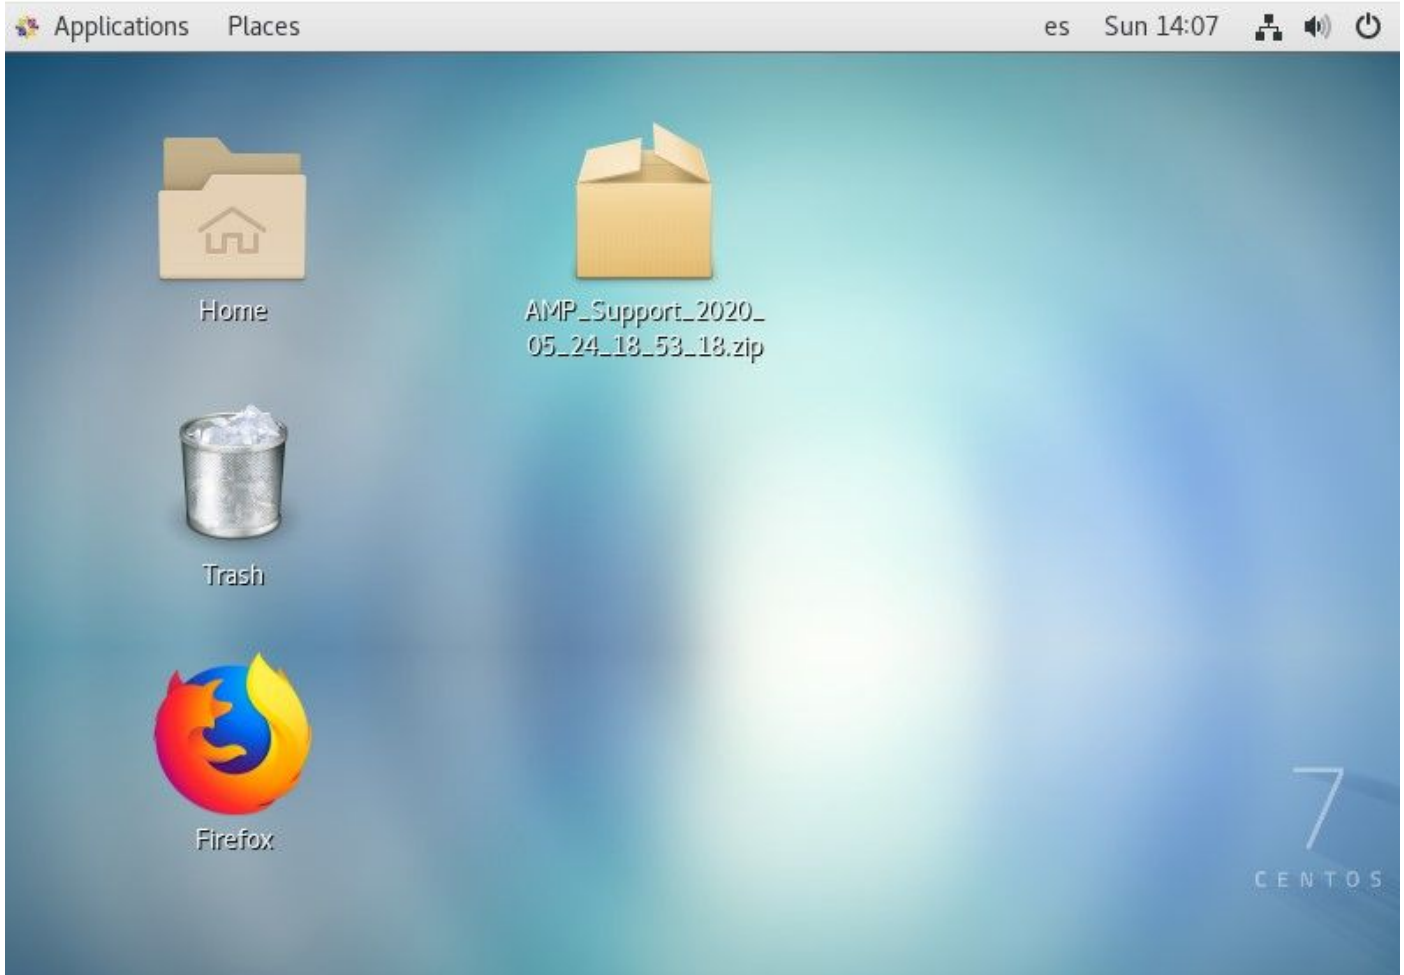 Applications Places es Sun 14:07
Home
AMP_Support_2020_
05_24_18_53_18.zip
Trash
Firefox
7
CENTOS